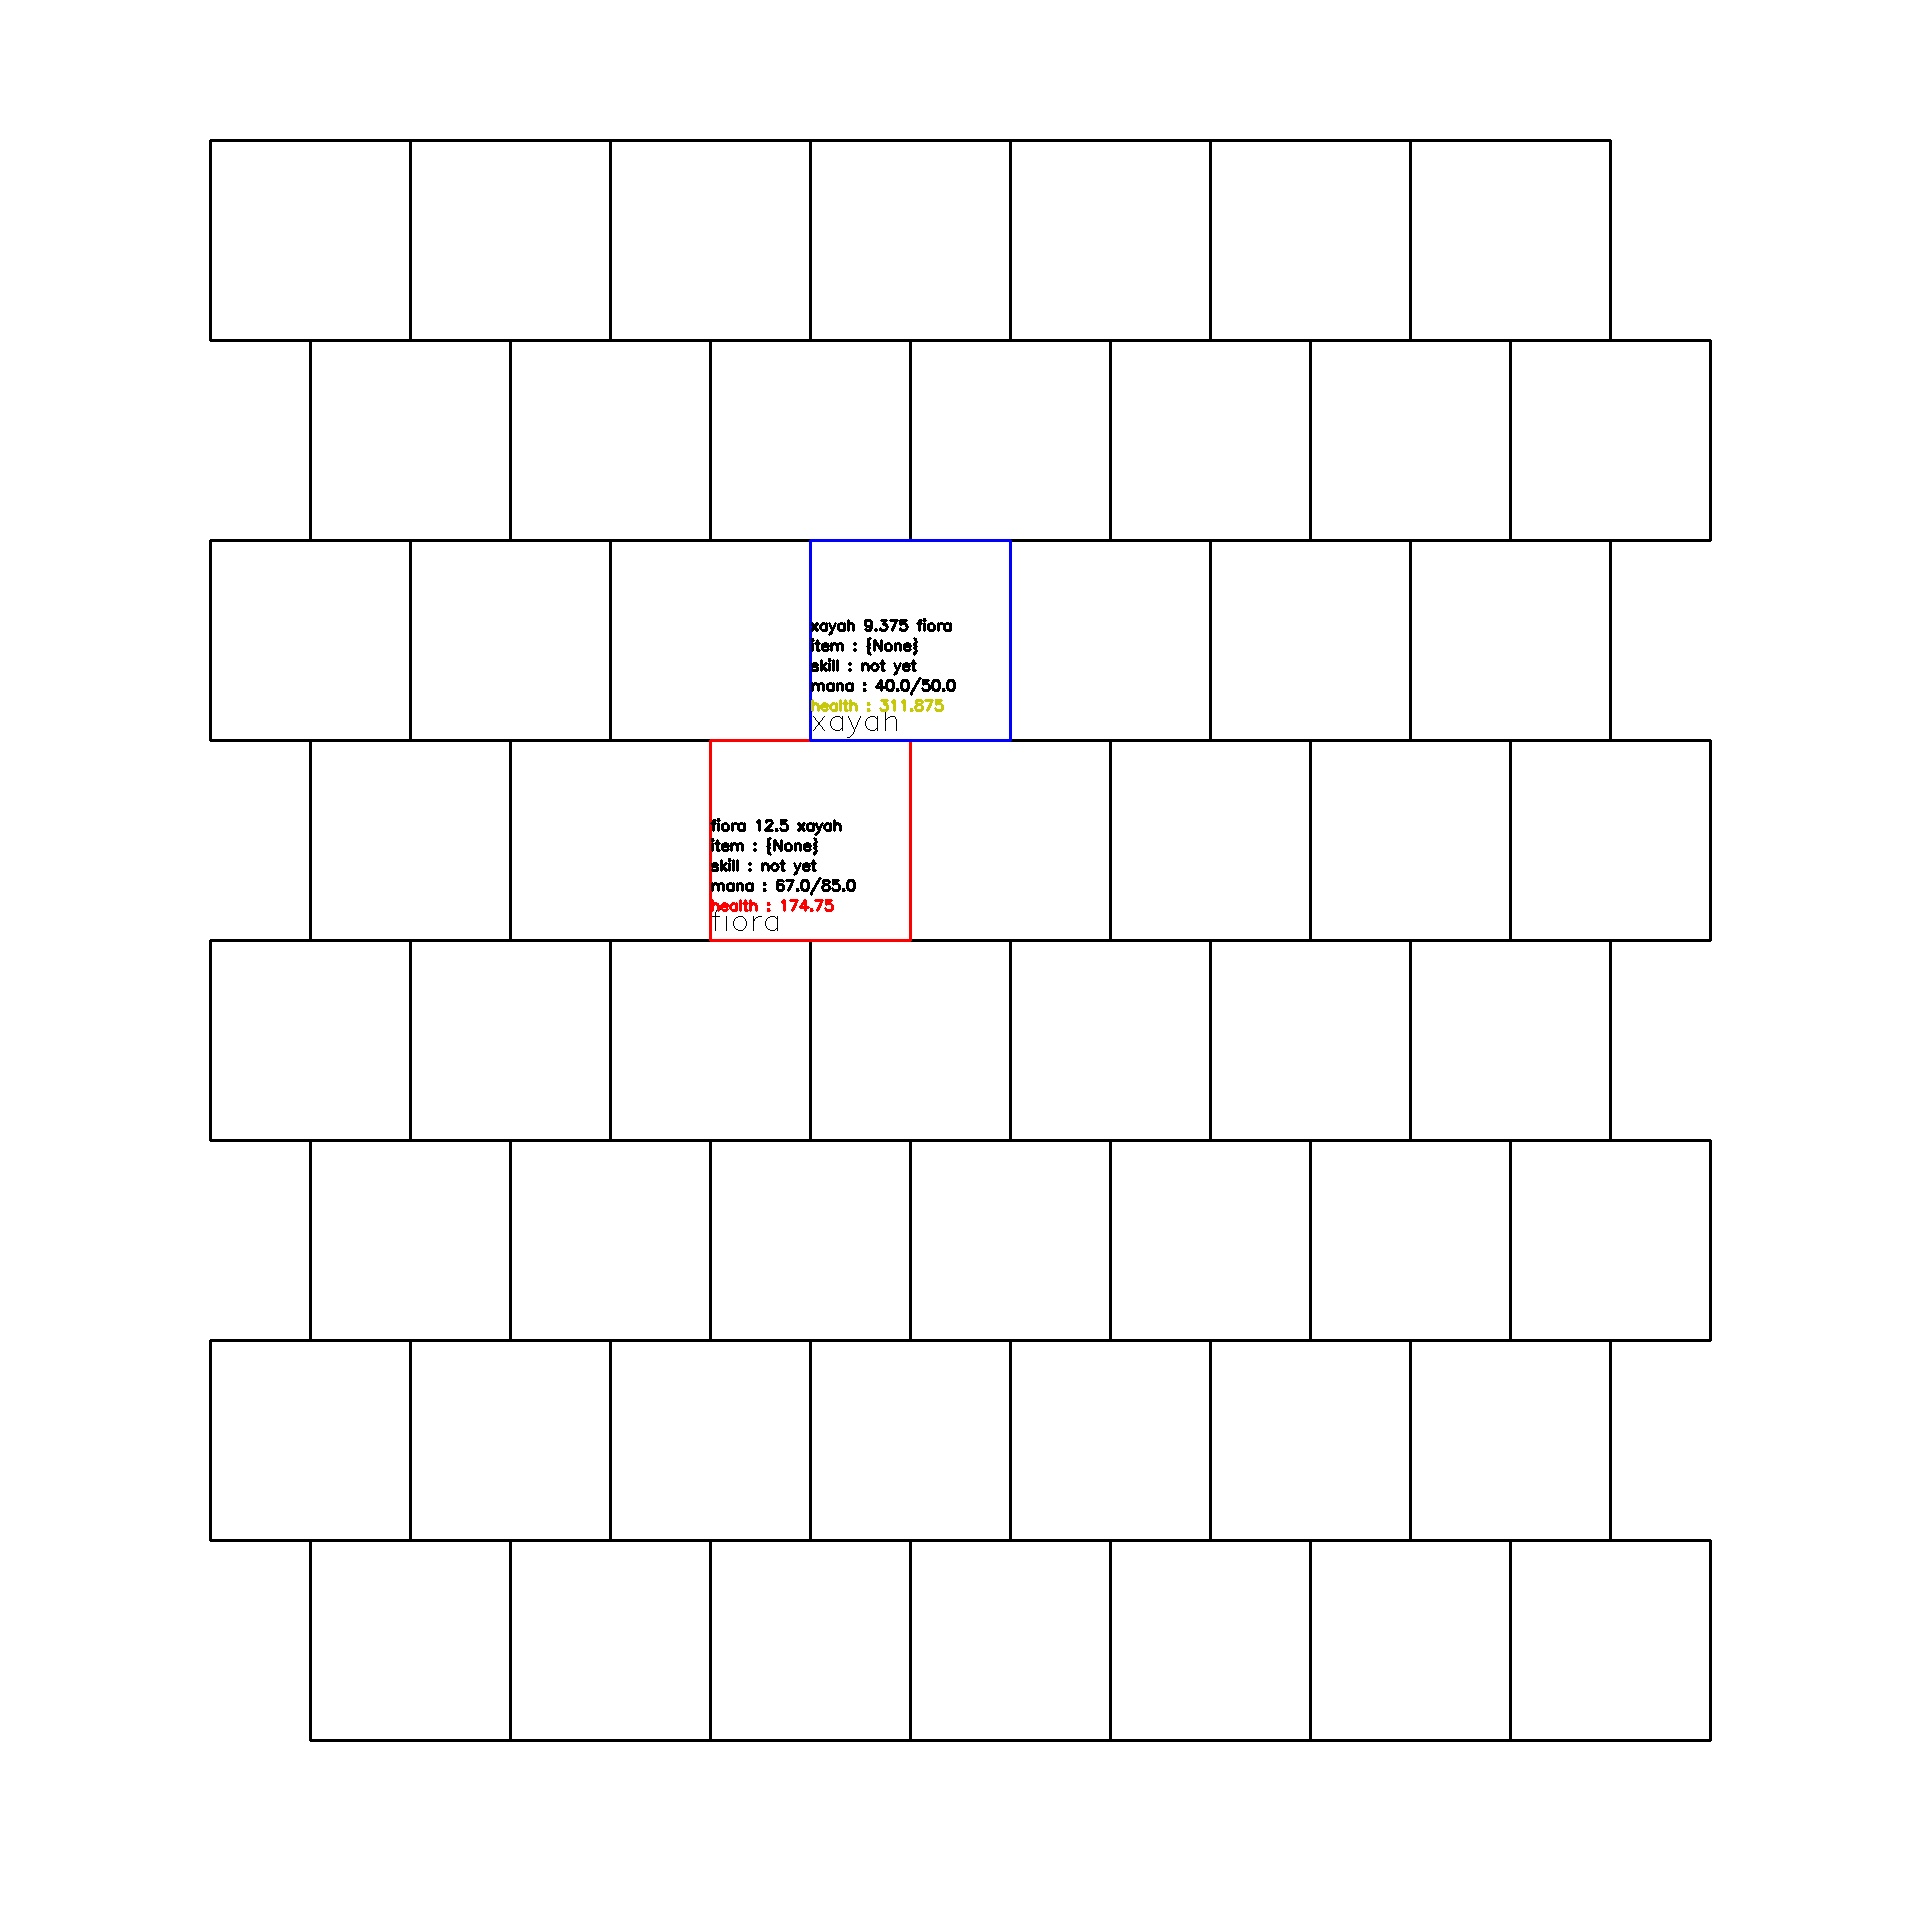 xayah 9.375 fiora
item : {None}
skill : not yet
mana : 40.0/50.0
health : 311.875
xayah
fiora 12.5 xayah
item : {None}
skill : not yet
mana : 67.0/85.0
health : 174.75
fiora